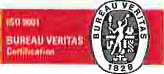 ISO 9001
BUREAU VERITAS
Certification
BUREAU VERITAS
1828